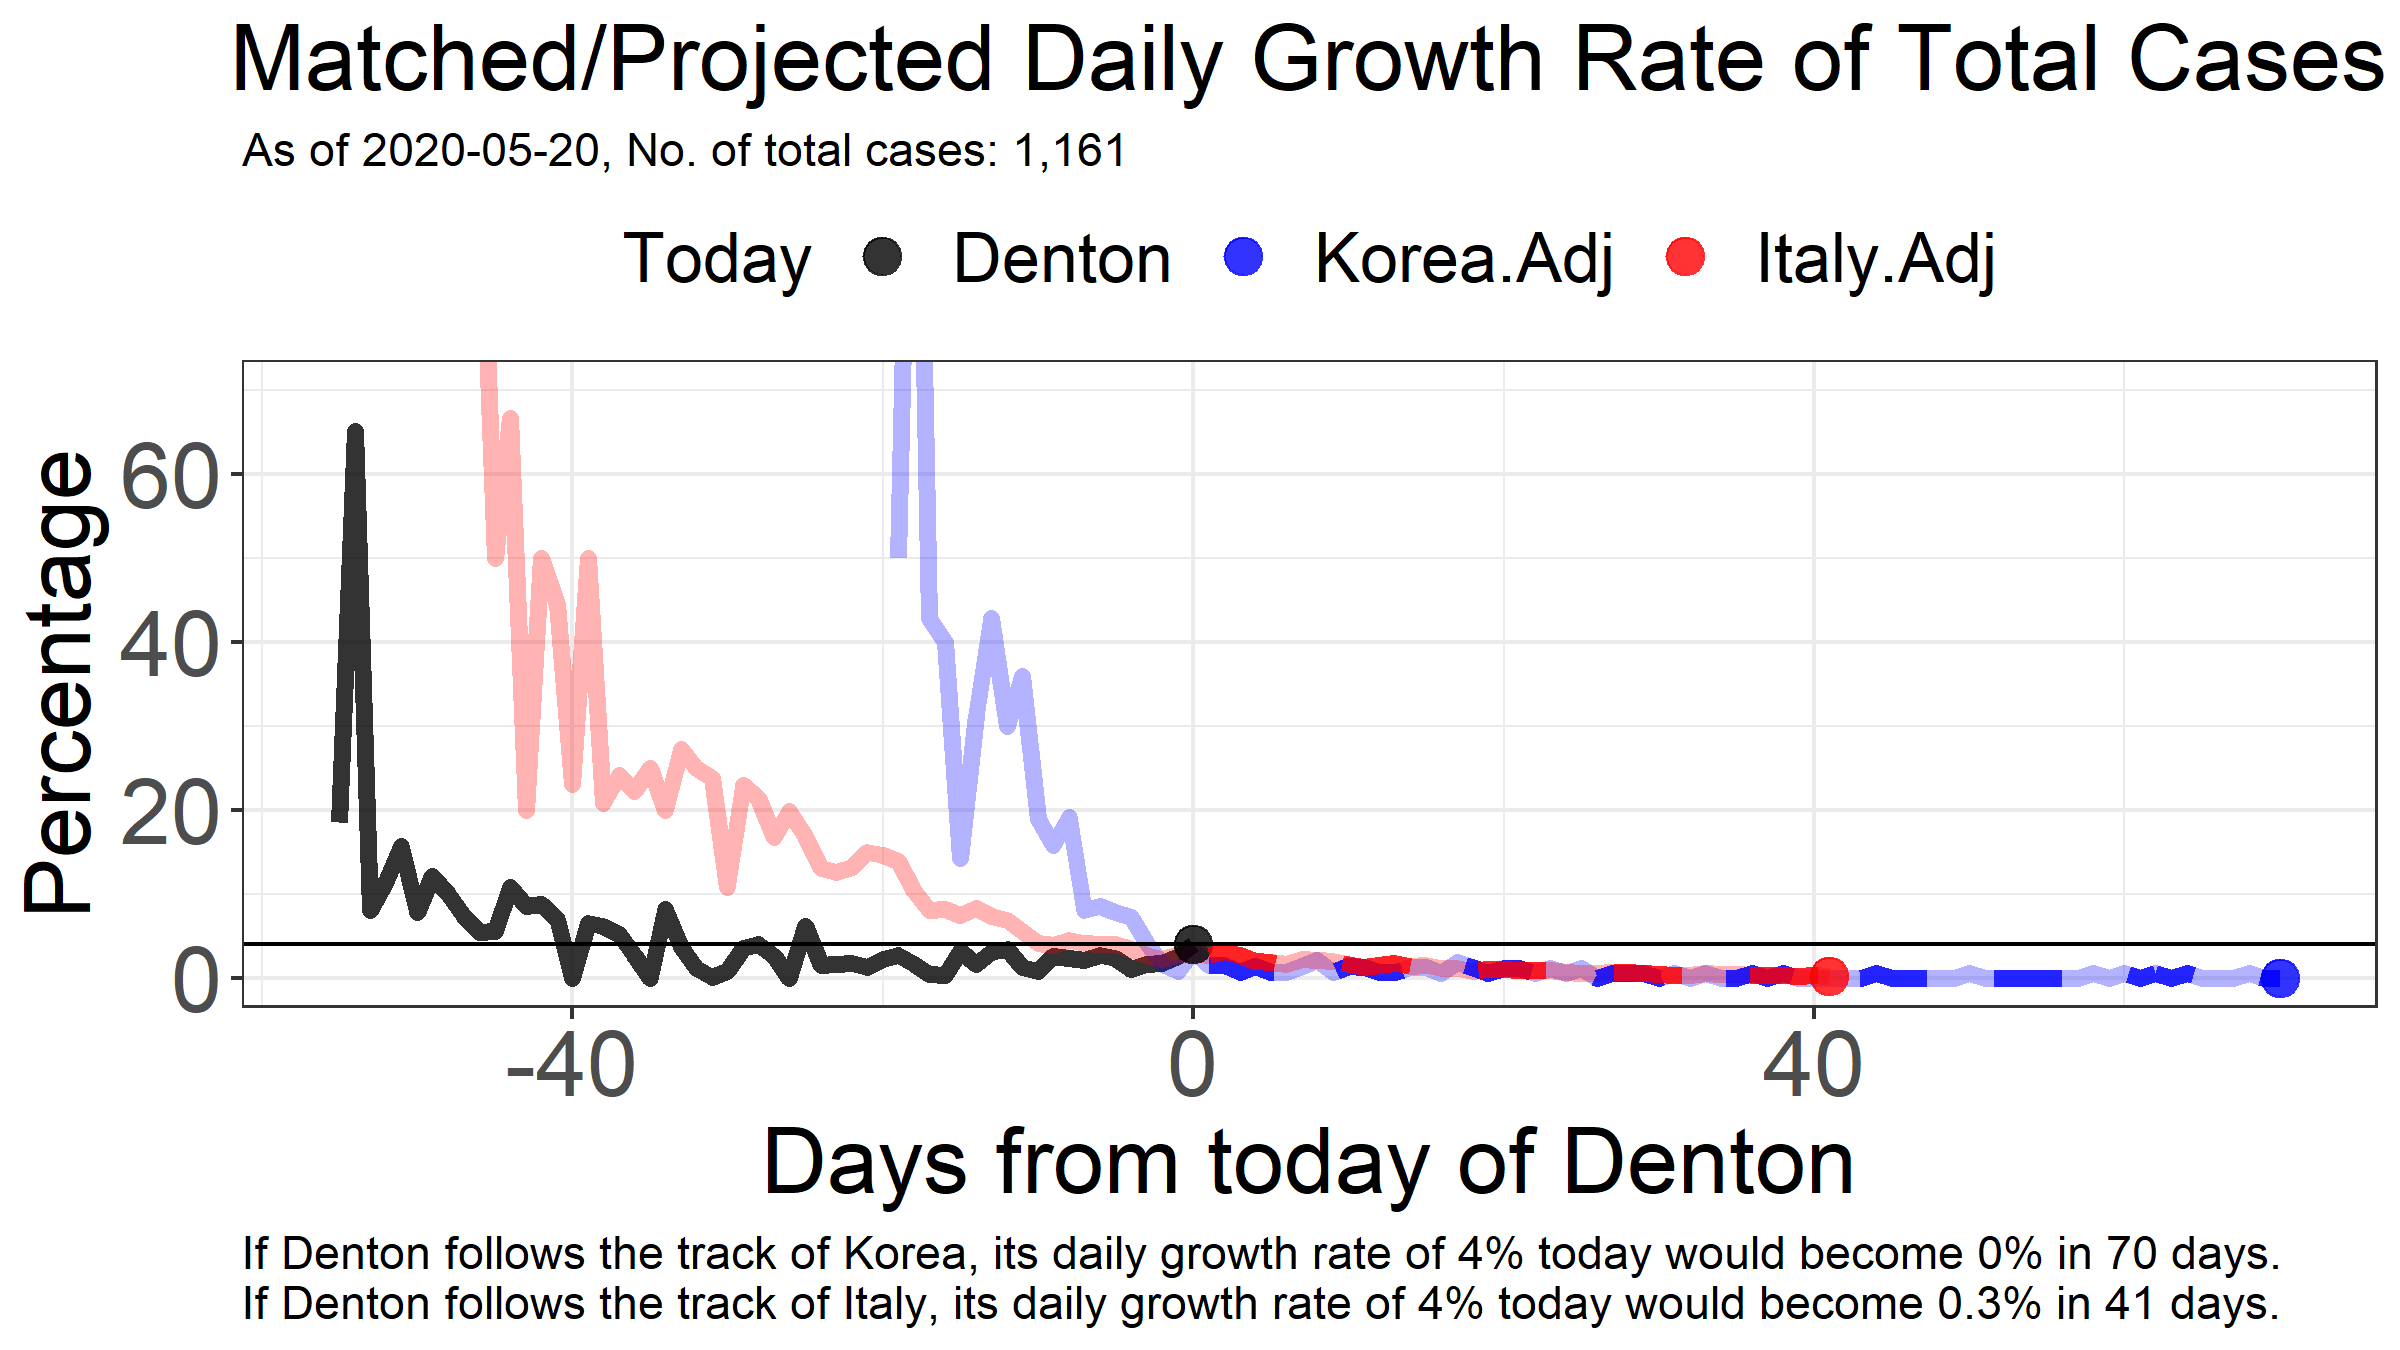 Matched/Projected Daily Growth Rate of Total Cases
As of 2020-05-20, No. of total cases: 1,161
Today Denton Korea.Adj Italy.Adj
Percentage
60
40
20
0
-40 0 40
Days from today of Denton
If Denton follows the track of Korea, its daily growth rate of 4% today would become 0% in 70 days.
If Denton follows the track of Italy, its daily growth rate of 4% today would become 0.3% in 41 days.